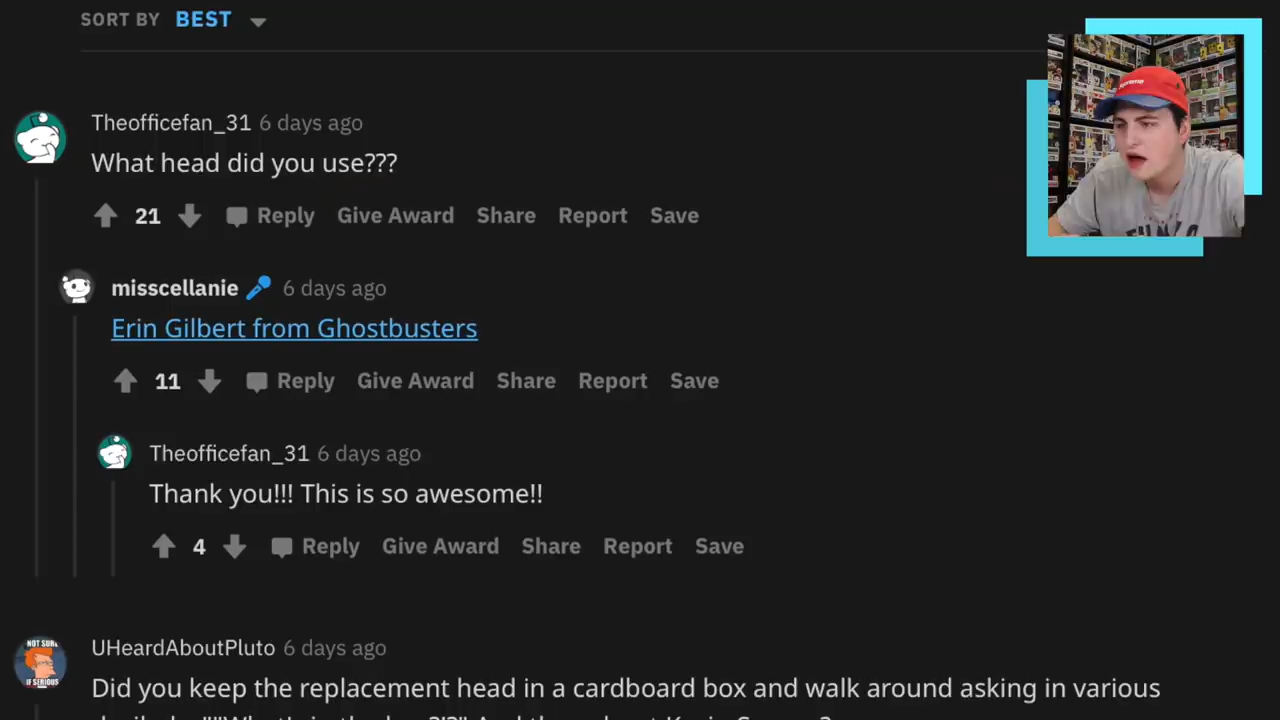 SORT BY BEST
Theofficefan_31 6 days ago
What head did you use???
21 Reply Give Award Share Report Save
misscellanie 6 days ago
Erin Gilbert from Ghostbusters
11 Reply Give Award Share Report Save
Theofficefan_31 6 days ago
Thank you!!! This is so awesome!!
4 Reply Give Award Share Report Save
NOT SURE
IF SERIOUS
UHeardAboutPluto 6 days ago
Did you keep the replacement head in a cardboard box and walk around asking in various
Supreme